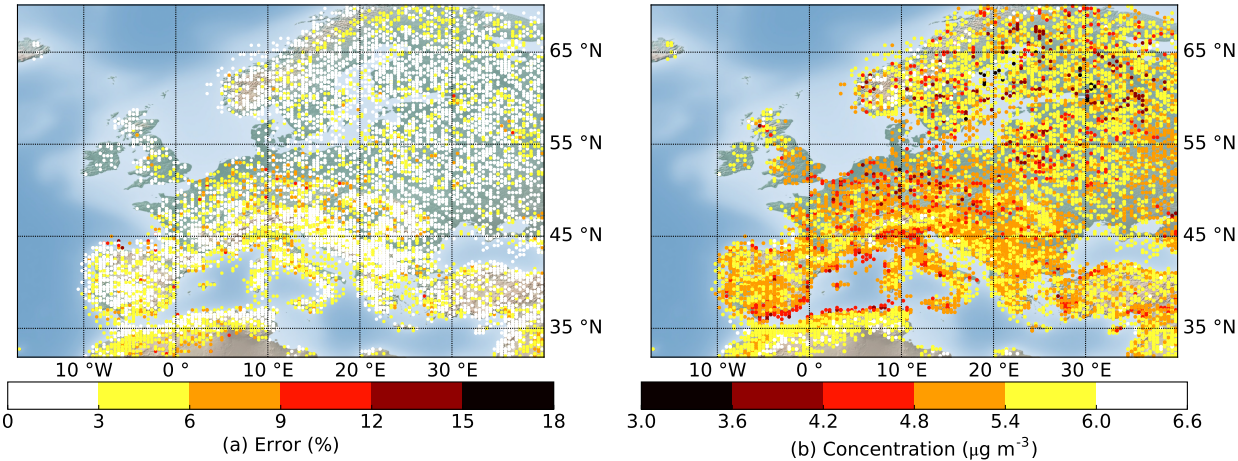 65 °N
55 °N
45 °N
35 °N
10 °W 0 ° 10 °E 20 °E 30 °E
0 3 6 9 12 15 18
(a) Error (%)
65 °N
55 °N
45 °N
35 °N
10 °W 0 ° 10 °E 20 °E 30 °E
3.0 3.6 4.2 4.8 5.4 6.0 6.6
(b) Concentration (µg m⁻³)